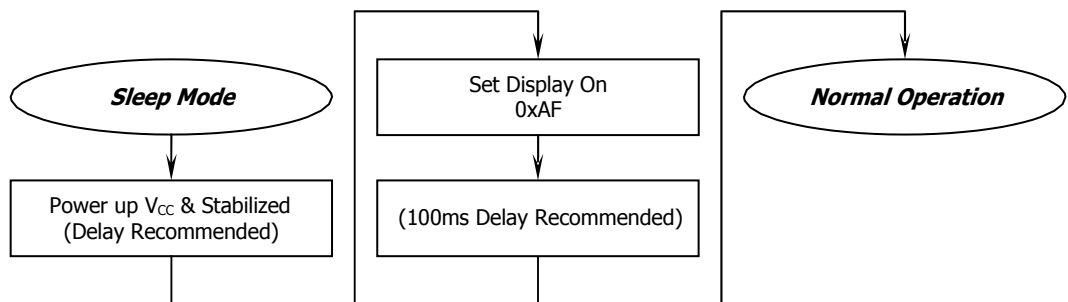 Sleep Mode
Power up VCC & Stabilized
(Delay Recommended)
Set Display On
0xAF
(100ms Delay Recommended)
Normal Operation